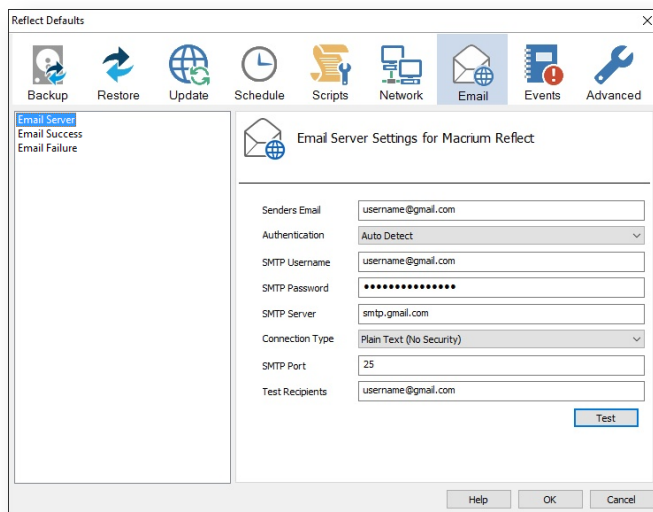 Reflect Defaults
Backup Restore Update Schedule Scripts Network Email Events Advanced
Email Server
Email Success
Email Failure
Email Server Settings for Macrium Reflect
Senders Email username@gmail.com
Authentication Auto Detect
SMTP Username username@gmail.com
SMTP Password ●●●●●●●●●●●●●●●
SMTP Server smtp.gmail.com
Connection Type Plain Text (No Security)
SMTP Port 25
Test Recipients username@gmail.com
Test
Help OK Cancel